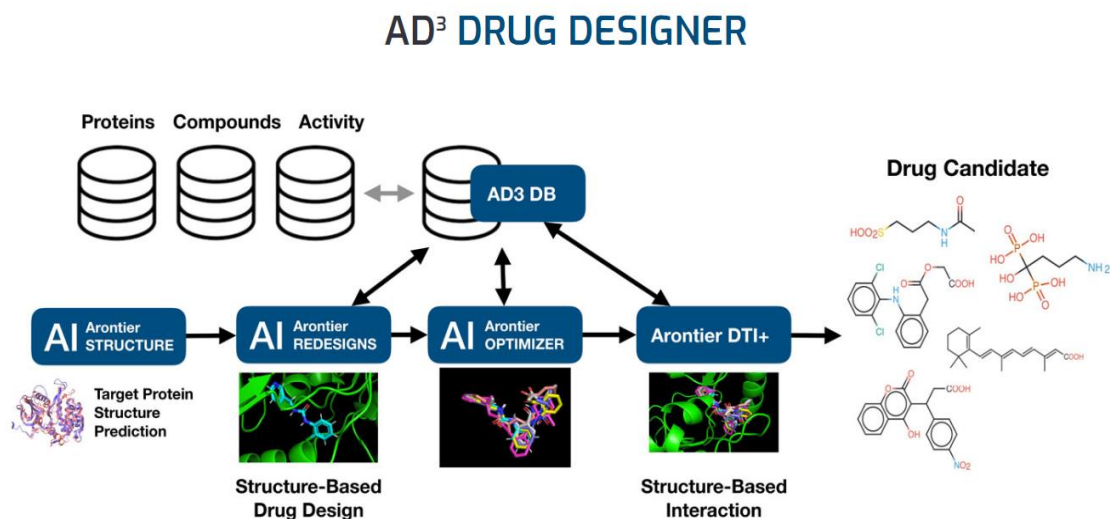 AD³ DRUG DESIGNER
Proteins Compounds Activity
AD3 DB
Drug Candidate
AI Arontier
STRUCTURE
AI Arontier
REDESIGNS
AI Arontier
OPTIMIZER
Arontier DTI+
Target Protein
Structure
Prediction
Structure-Based
Drug Design
Structure-Based
Interaction
O
HOO2S
N
H
O
P
OH
HO
HO
P
OH
HO
O
NH2
Cl
H
N
Cl
O
O
COOH
COOH
O
O
COOH
OH
NO2